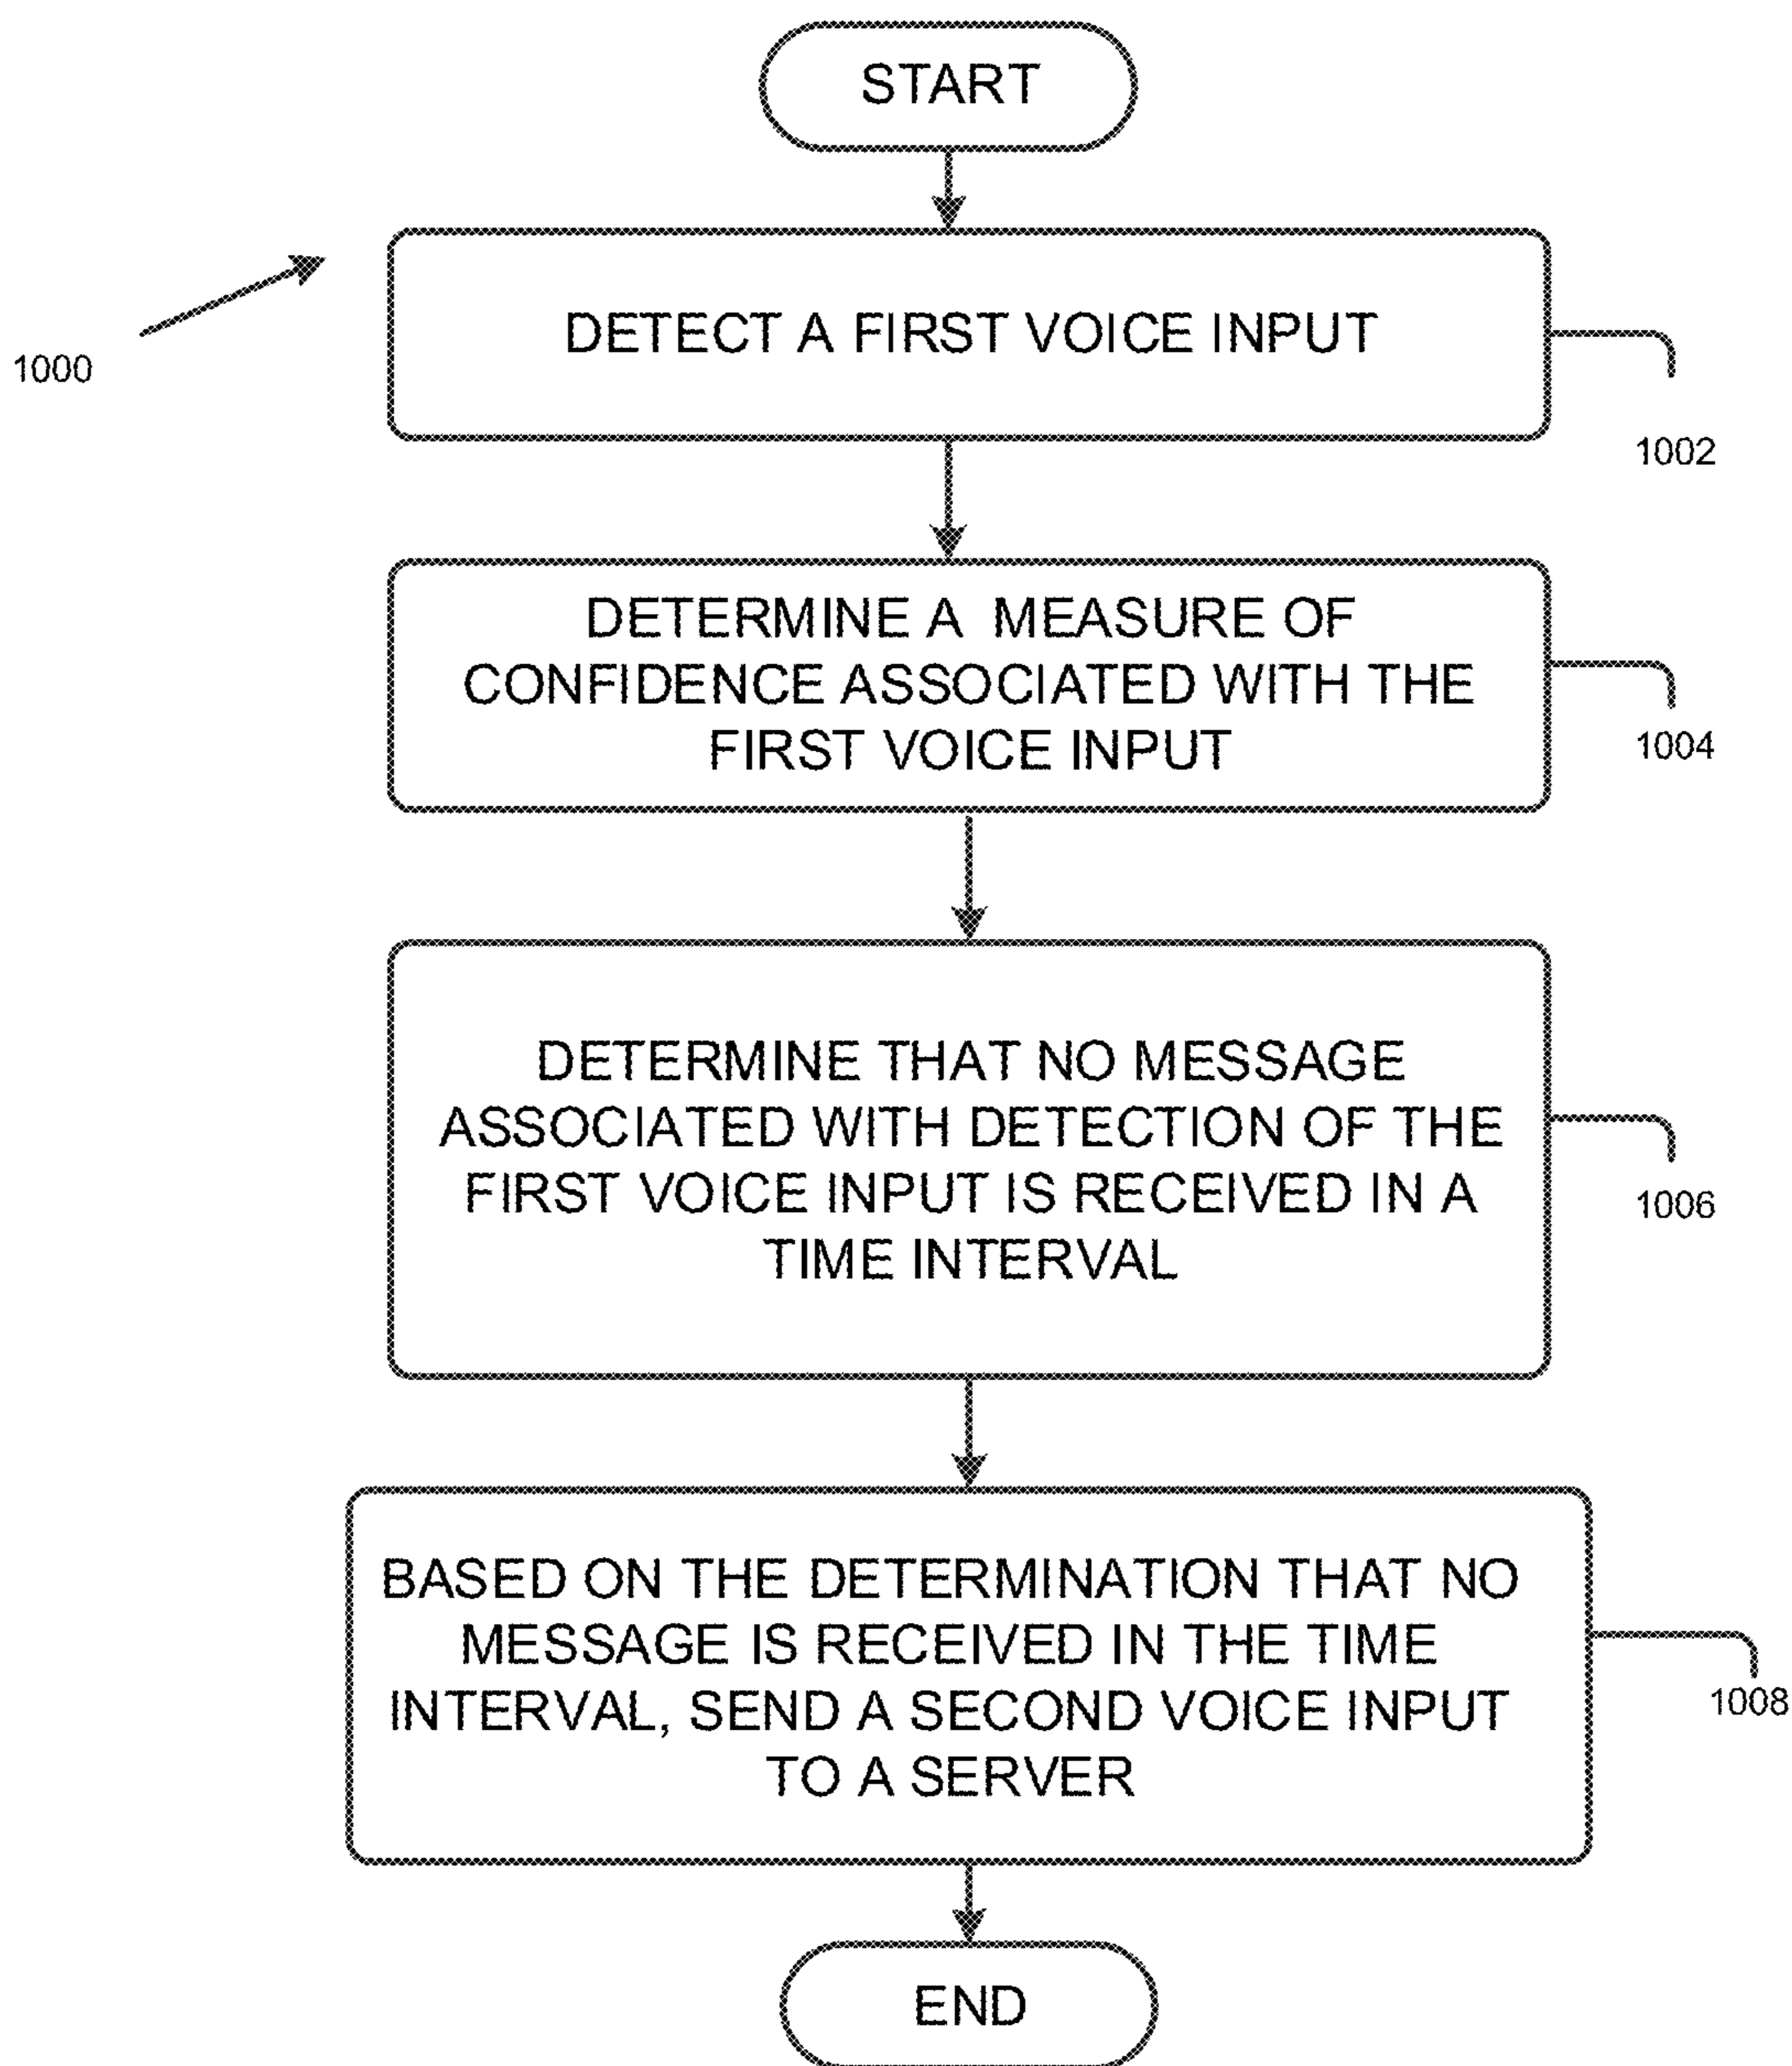 START
1000
DETECT A FIRST VOICE INPUT
1002
DETERMINE A MEASURE OF
CONFIDENCE ASSOCIATED WITH THE
FIRST VOICE INPUT
1004
DETERMINE THAT NO MESSAGE
ASSOCIATED WITH DETECTION OF THE
FIRST VOICE INPUT IS RECEIVED IN A
TIME INTERVAL
1006
BASED ON THE DETERMINATION THAT NO
MESSAGE IS RECEIVED IN THE TIME
INTERVAL, SEND A SECOND VOICE INPUT
TO A SERVER
1008
END